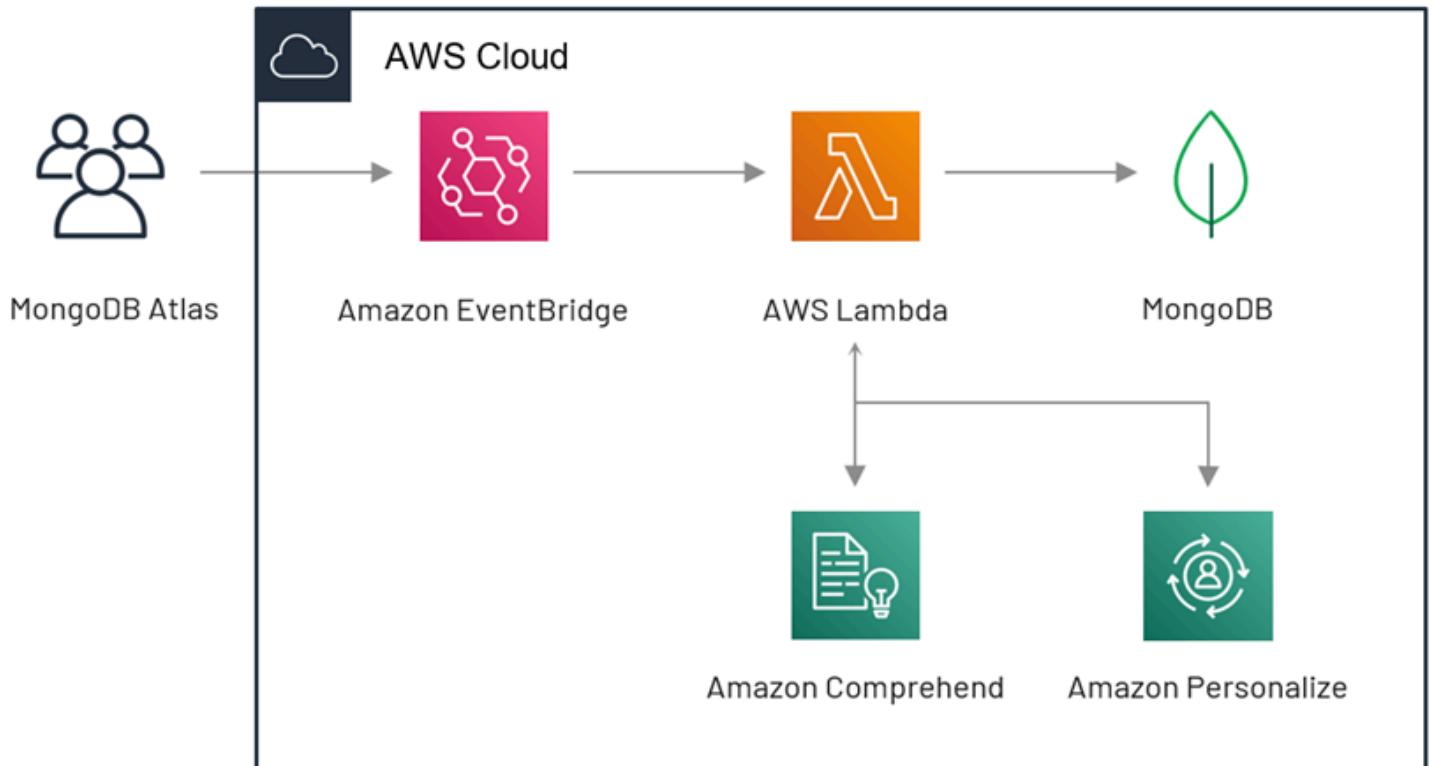 AWS Cloud
MongoDB Atlas
Amazon EventBridge
AWS Lambda
MongoDB
Amazon Comprehend
Amazon Personalize